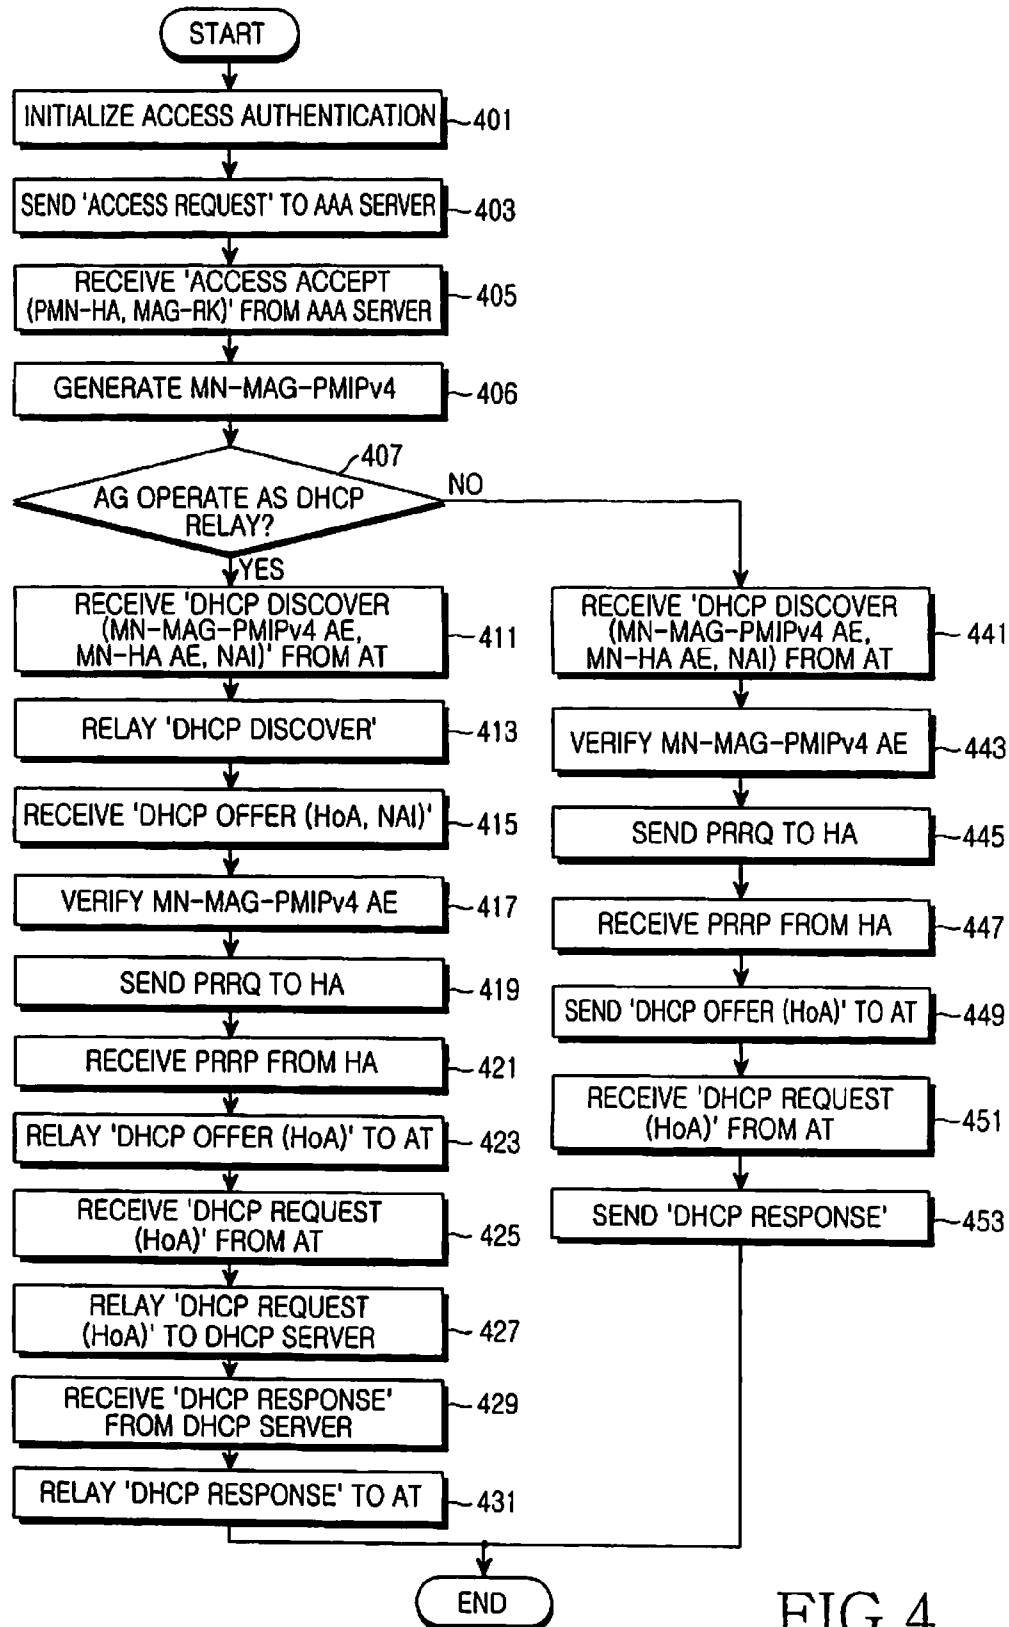 START
INITIALIZE ACCESS AUTHENTICATION
401
SEND 'ACCESS REQUEST' TO AAA SERVER
403
RECEIVE 'ACCESS ACCEPT
(PMN-HA, MAG-RK)' FROM AAA SERVER
405
GENERATE MN-MAG-PMIPv4
406
407
AG OPERATE AS DHCP
RELAY?
NO
YES
RECEIVE 'DHCP DISCOVER
(MN-MAG-PMIPv4 AE,
MN-HA AE, NAI)' FROM AT
411
RELAY 'DHCP DISCOVER'
413
RECEIVE 'DHCP OFFER (HoA, NAI)'
415
VERIFY MN-MAG-PMIPv4 AE
417
SEND PRRQ TO HA
419
RECEIVE PRRP FROM HA
421
RELAY 'DHCP OFFER (HoA)' TO AT
423
RECEIVE 'DHCP REQUEST
(HoA)' FROM AT
425
RELAY 'DHCP REQUEST
(HoA)' TO DHCP SERVER
427
RECEIVE 'DHCP RESPONSE'
FROM DHCP SERVER
429
RELAY 'DHCP RESPONSE' TO AT
431
RECEIVE 'DHCP DISCOVER
(MN-MAG-PMIPv4 AE,
MN-HA AE, NAI) FROM AT
441
VERIFY MN-MAG-PMIPv4 AE
443
SEND PRRQ TO HA
445
RECEIVE PRRP FROM HA
447
SEND 'DHCP OFFER (HoA)' TO AT
449
RECEIVE 'DHCP REQUEST
(HoA)' FROM AT
451
SEND 'DHCP RESPONSE'
453
END
FIG.4